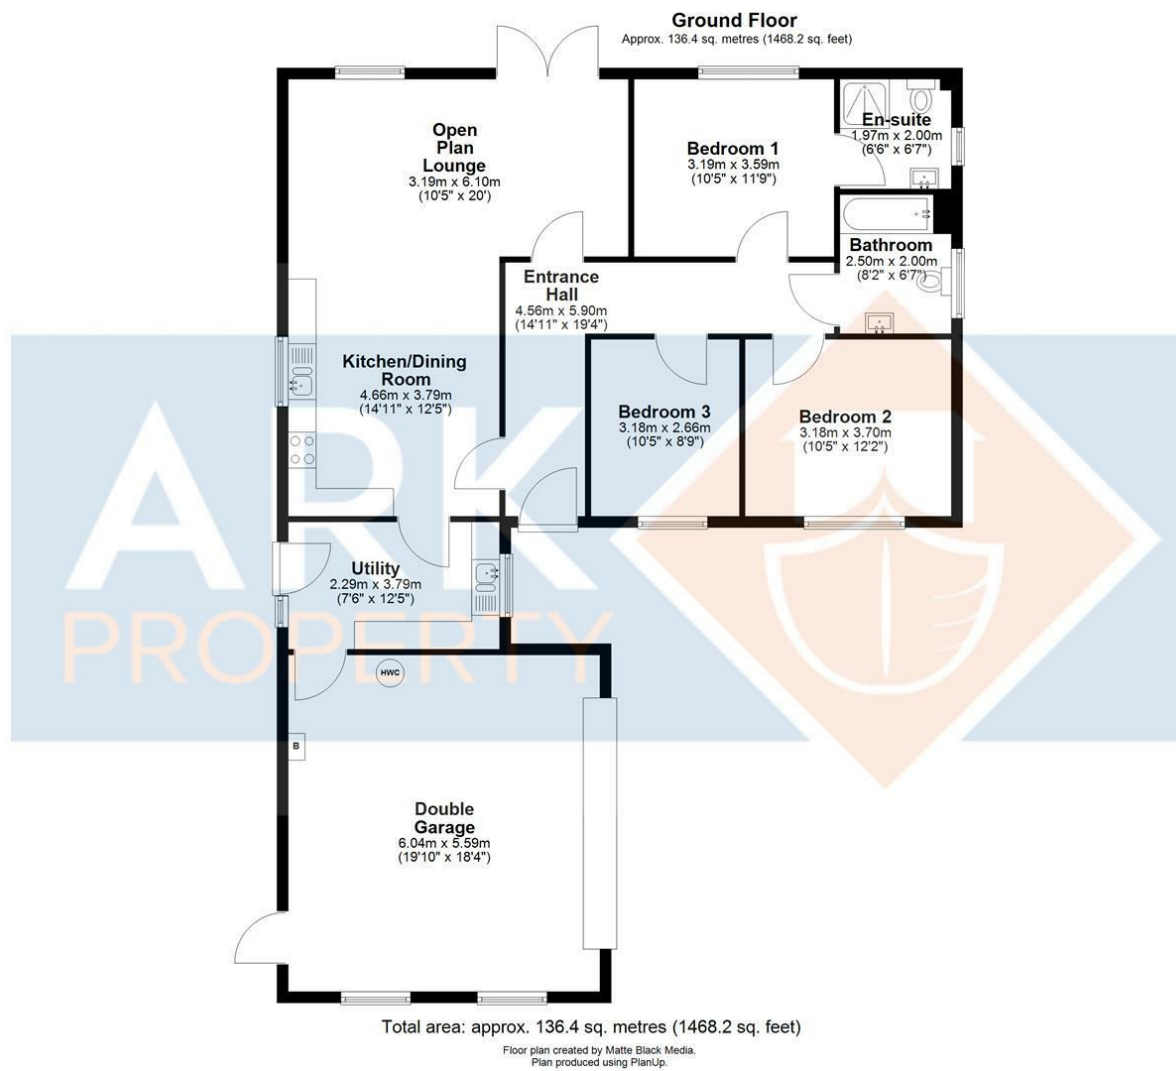 Ground Floor
Approx. 136.4 sq. metres (1468.2 sq. feet)
Open
Plan
Lounge
3.19m x 6.10m
(10'5" x 20')
Bedroom 1
3.19m x 3.59m
(10'5" x 11'9")
En-suite
1.97m x 2.00m
(6'6" x 6'7")
Bathroom
2.50m x 2.00m
(8'2" x 6'7")
Entrance
Hall
4.56m x 5.90m
(14'11" x 19'4")
Kitchen/Dining
Room
4.66m x 3.79m
(14'11" x 12'5")
Bedroom 3
3.18m x 2.66m
(10'5" x 8'9")
Bedroom 2
3.18m x 3.70m
(10'5" x 12'2")
ARK
PROPERTY
Utility
2.29m x 3.79m
(7'6" x 12'5")
HWC
B
Double
Garage
6.04m x 5.59m
(19'10" x 18'4")
Total area: approx. 136.4 sq. metres (1468.2 sq. feet)
Floor plan created by Matte Black Media.
Plan produced using PlanUp.